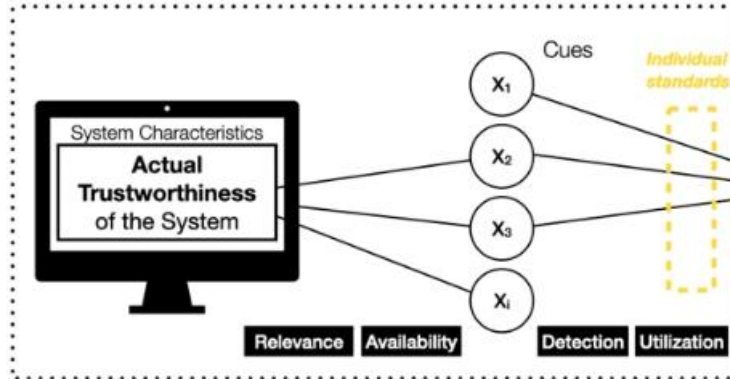 Cues
Individual
standards
System Characteristics
Actual
Trustworthiness
of the System
X₁
X₂
X₃
Xᵢ
Relevance
Availability
Detection
Utilization